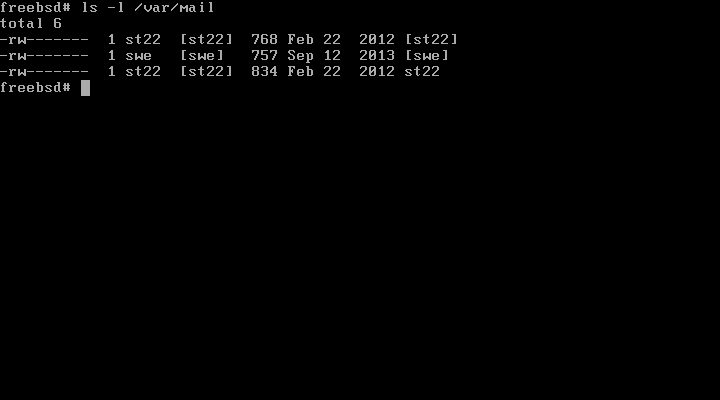 freebsd# ls -l /var/mail
total 6
-rw-------  1 st22  [st22]  768 Feb 22  2012 [st22]
-rw-------  1 swe   [swe]   757 Sep 12  2013 [swe]
-rw-------  1 st22  [st22]  834 Feb 22  2012 st22
freebsd#